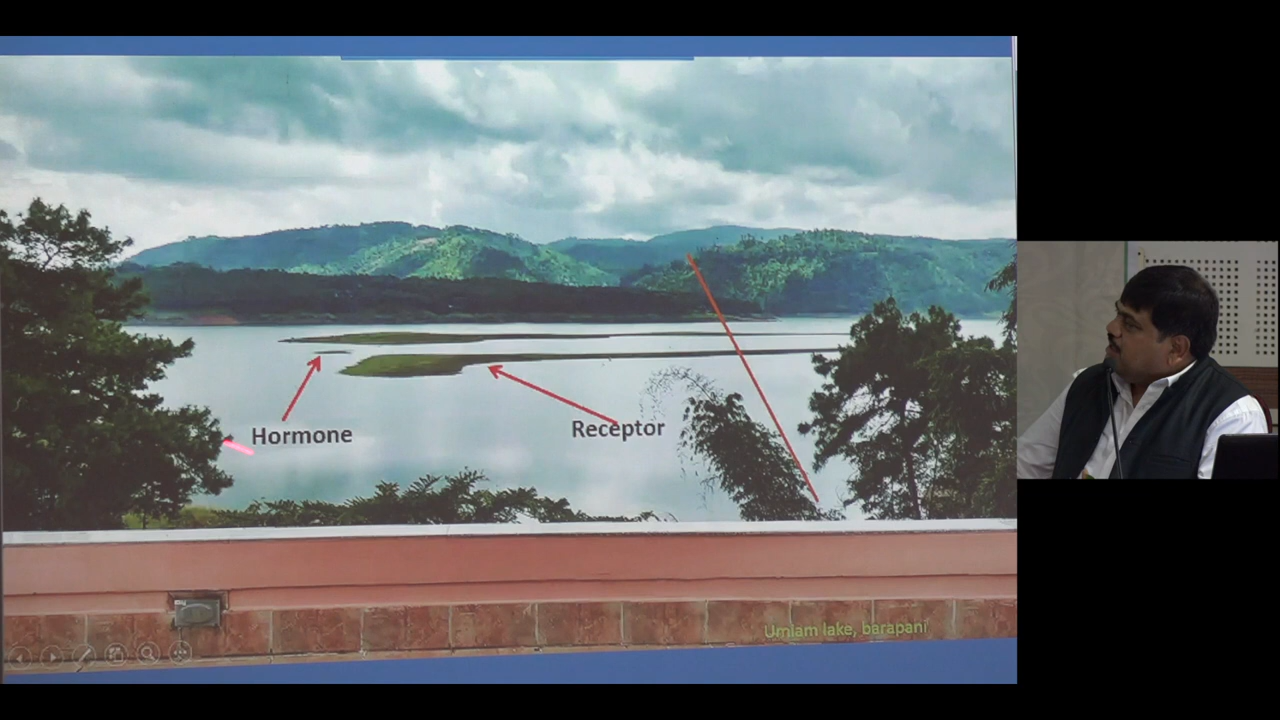 Hormone
Receptor
Umiam lake, barapani